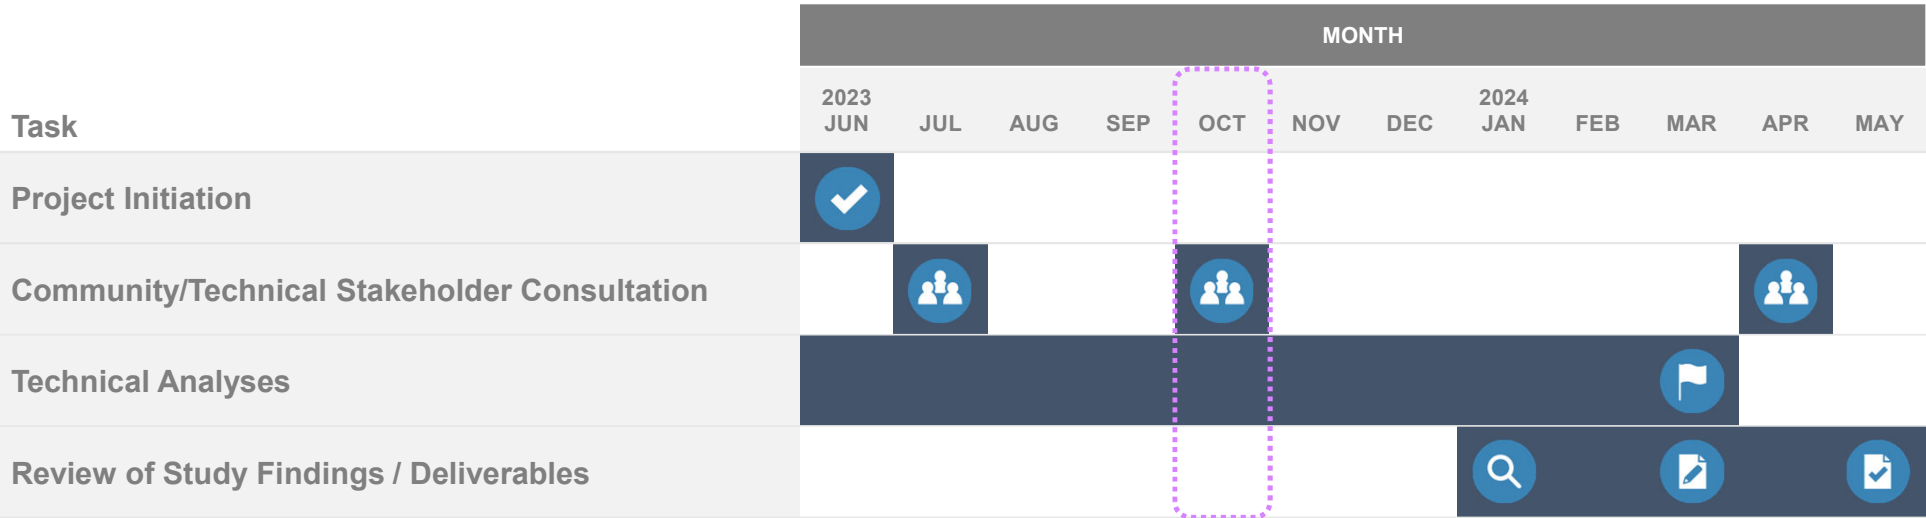 MONTH
Task
2023 JUN JUL AUG SEP OCT NOV DEC 2024 JAN FEB MAR APR MAY
Project Initiation
Community/Technical Stakeholder Consultation
Technical Analyses
Review of Study Findings / Deliverables